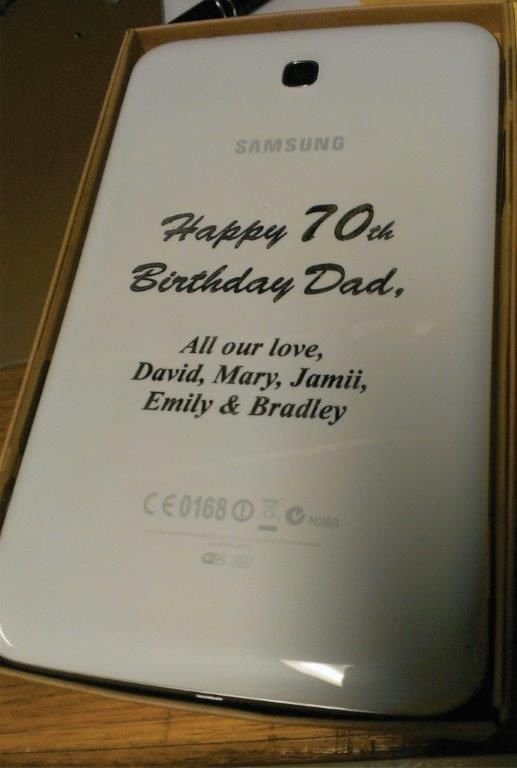 SAMSUNG
Happy 70th
Birthday Dad,
All our love,
David, Mary, Jamii,
Emily & Bradley
CE0168 N363